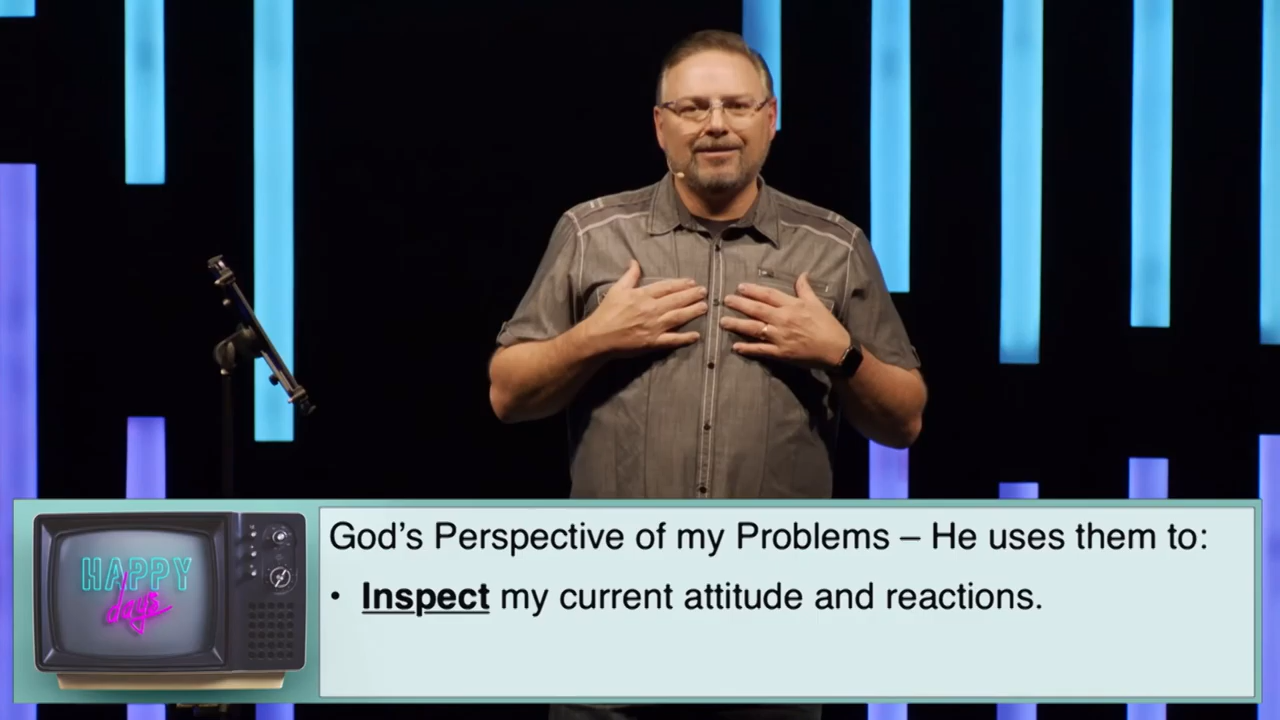 HAPPY
days
God's Perspective of my Problems – He uses them to:
• Inspect my current attitude and reactions.